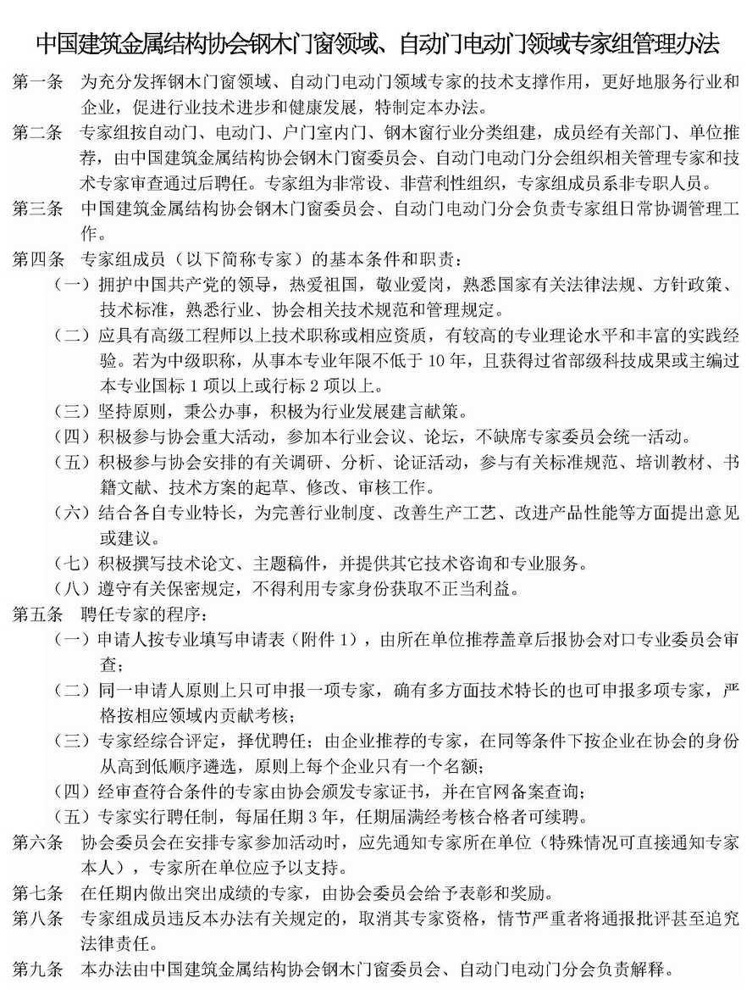 中国建筑金属结构协会钢木门窗领域、自动门电动门领域专家组管理办法
第一条 为充分发挥钢木门窗领域、自动门电动门领域专家的技术支撑作用，更好地服务行业和
企业，促进行业技术进步和健康发展，特制定本办法。
第二条 专家组按自动门、电动门、户门室内门、钢木窗行业分类组建，成员经有关部门、单位推
荐，由中国建筑金属结构协会钢木门窗委员会、自动门电动门分会组织相关管理专家和技
术专家审查通过后聘任。专家组为非常设、非营利性组织，专家组成员系非专职人员。
第三条 中国建筑金属结构协会钢木门窗委员会、自动门电动门分会负责专家组日常协调管理工
作。
第四条 专家组成员（以下简称专家）的基本条件和职责：
（一）拥护中国共产党的领导，热爱祖国，敬业爱岗，熟悉国家有关法律法规、方针政策、
技术标准，熟悉行业、协会相关技术规范和管理规定。
（二）应具有高级工程师以上技术职称或相应资质，有较高的专业理论水平和丰富的实践经
验。若为中级职称，从事本专业年限不低于 10 年，且获得过省部级科技成果或主编过
本专业国标 1 项以上或行标 2 项以上。
（三）坚持原则，秉公办事，积极为行业发展建言献策。
（四）积极参与协会重大活动，参加本行业会议、论坛，不缺席专家委员会统一活动。
（五）积极参与协会安排的有关调研、分析、论证活动，参与有关标准规范、培训教材、书
籍文献、技术方案的起草、修改、审核工作。
（六）结合各自专业特长，为完善行业制度、改善生产工艺、改进产品性能等方面提出意见
或建议。
（七）积极撰写技术论文、主题稿件，并提供其它技术咨询和专业服务。
（八）遵守有关保密规定，不得利用专家身份获取不正当利益。
第五条 聘任专家的程序：
（一）申请人按专业填写申请表（附件 1），由所在单位推荐盖章后报协会对口专业委员会审
查；
（二）同一申请人原则上只可申报一项专家，确有多方面技术特长的也可申报多项专家，严
格按相应领域内贡献考核；
（三）专家经综合评定，择优聘任；由企业推荐的专家，在同等条件下按企业在协会的身份
从高到低顺序遴选，原则上每个企业只有一个名额；
（四）经审查符合条件的专家由协会颁发专家证书，并在官网备案查询；
（五）专家实行聘任制，每届任期 3 年，任期届满经考核合格者可续聘。
第六条 协会委员会在安排专家参加活动时，应先通知专家所在单位（特殊情况可直接通知专家
本人），专家所在单位应予以支持。
第七条 在任期内做出突出成绩的专家，由协会委员会给予表彰和奖励。
第八条 专家组成员违反本办法有关规定的，取消其专家资格，情节严重者将通报批评甚至追究
法律责任。
第九条 本办法由中国建筑金属结构协会钢木门窗委员会、自动门电动门分会负责解释。